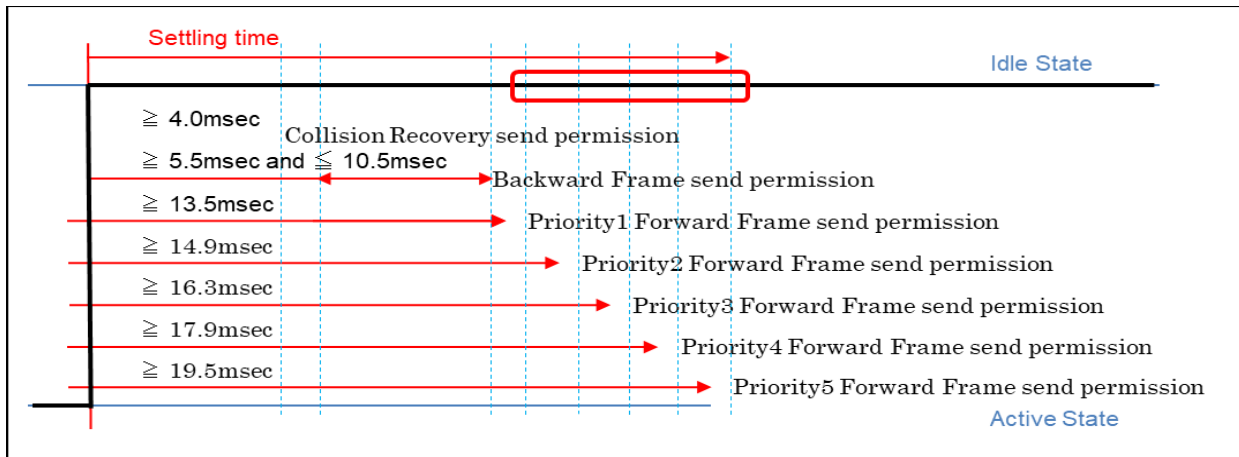 Settling time
Idle State
≧ 4.0msec
Collision Recovery send permission
≧ 5.5msec and ≦ 10.5msec
Backward Frame send permission
≧ 13.5msec
Priority1 Forward Frame send permission
≧ 14.9msec
Priority2 Forward Frame send permission
≧ 16.3msec
Priority3 Forward Frame send permission
≧ 17.9msec
Priority4 Forward Frame send permission
≧ 19.5msec
Priority5 Forward Frame send permission
Active State